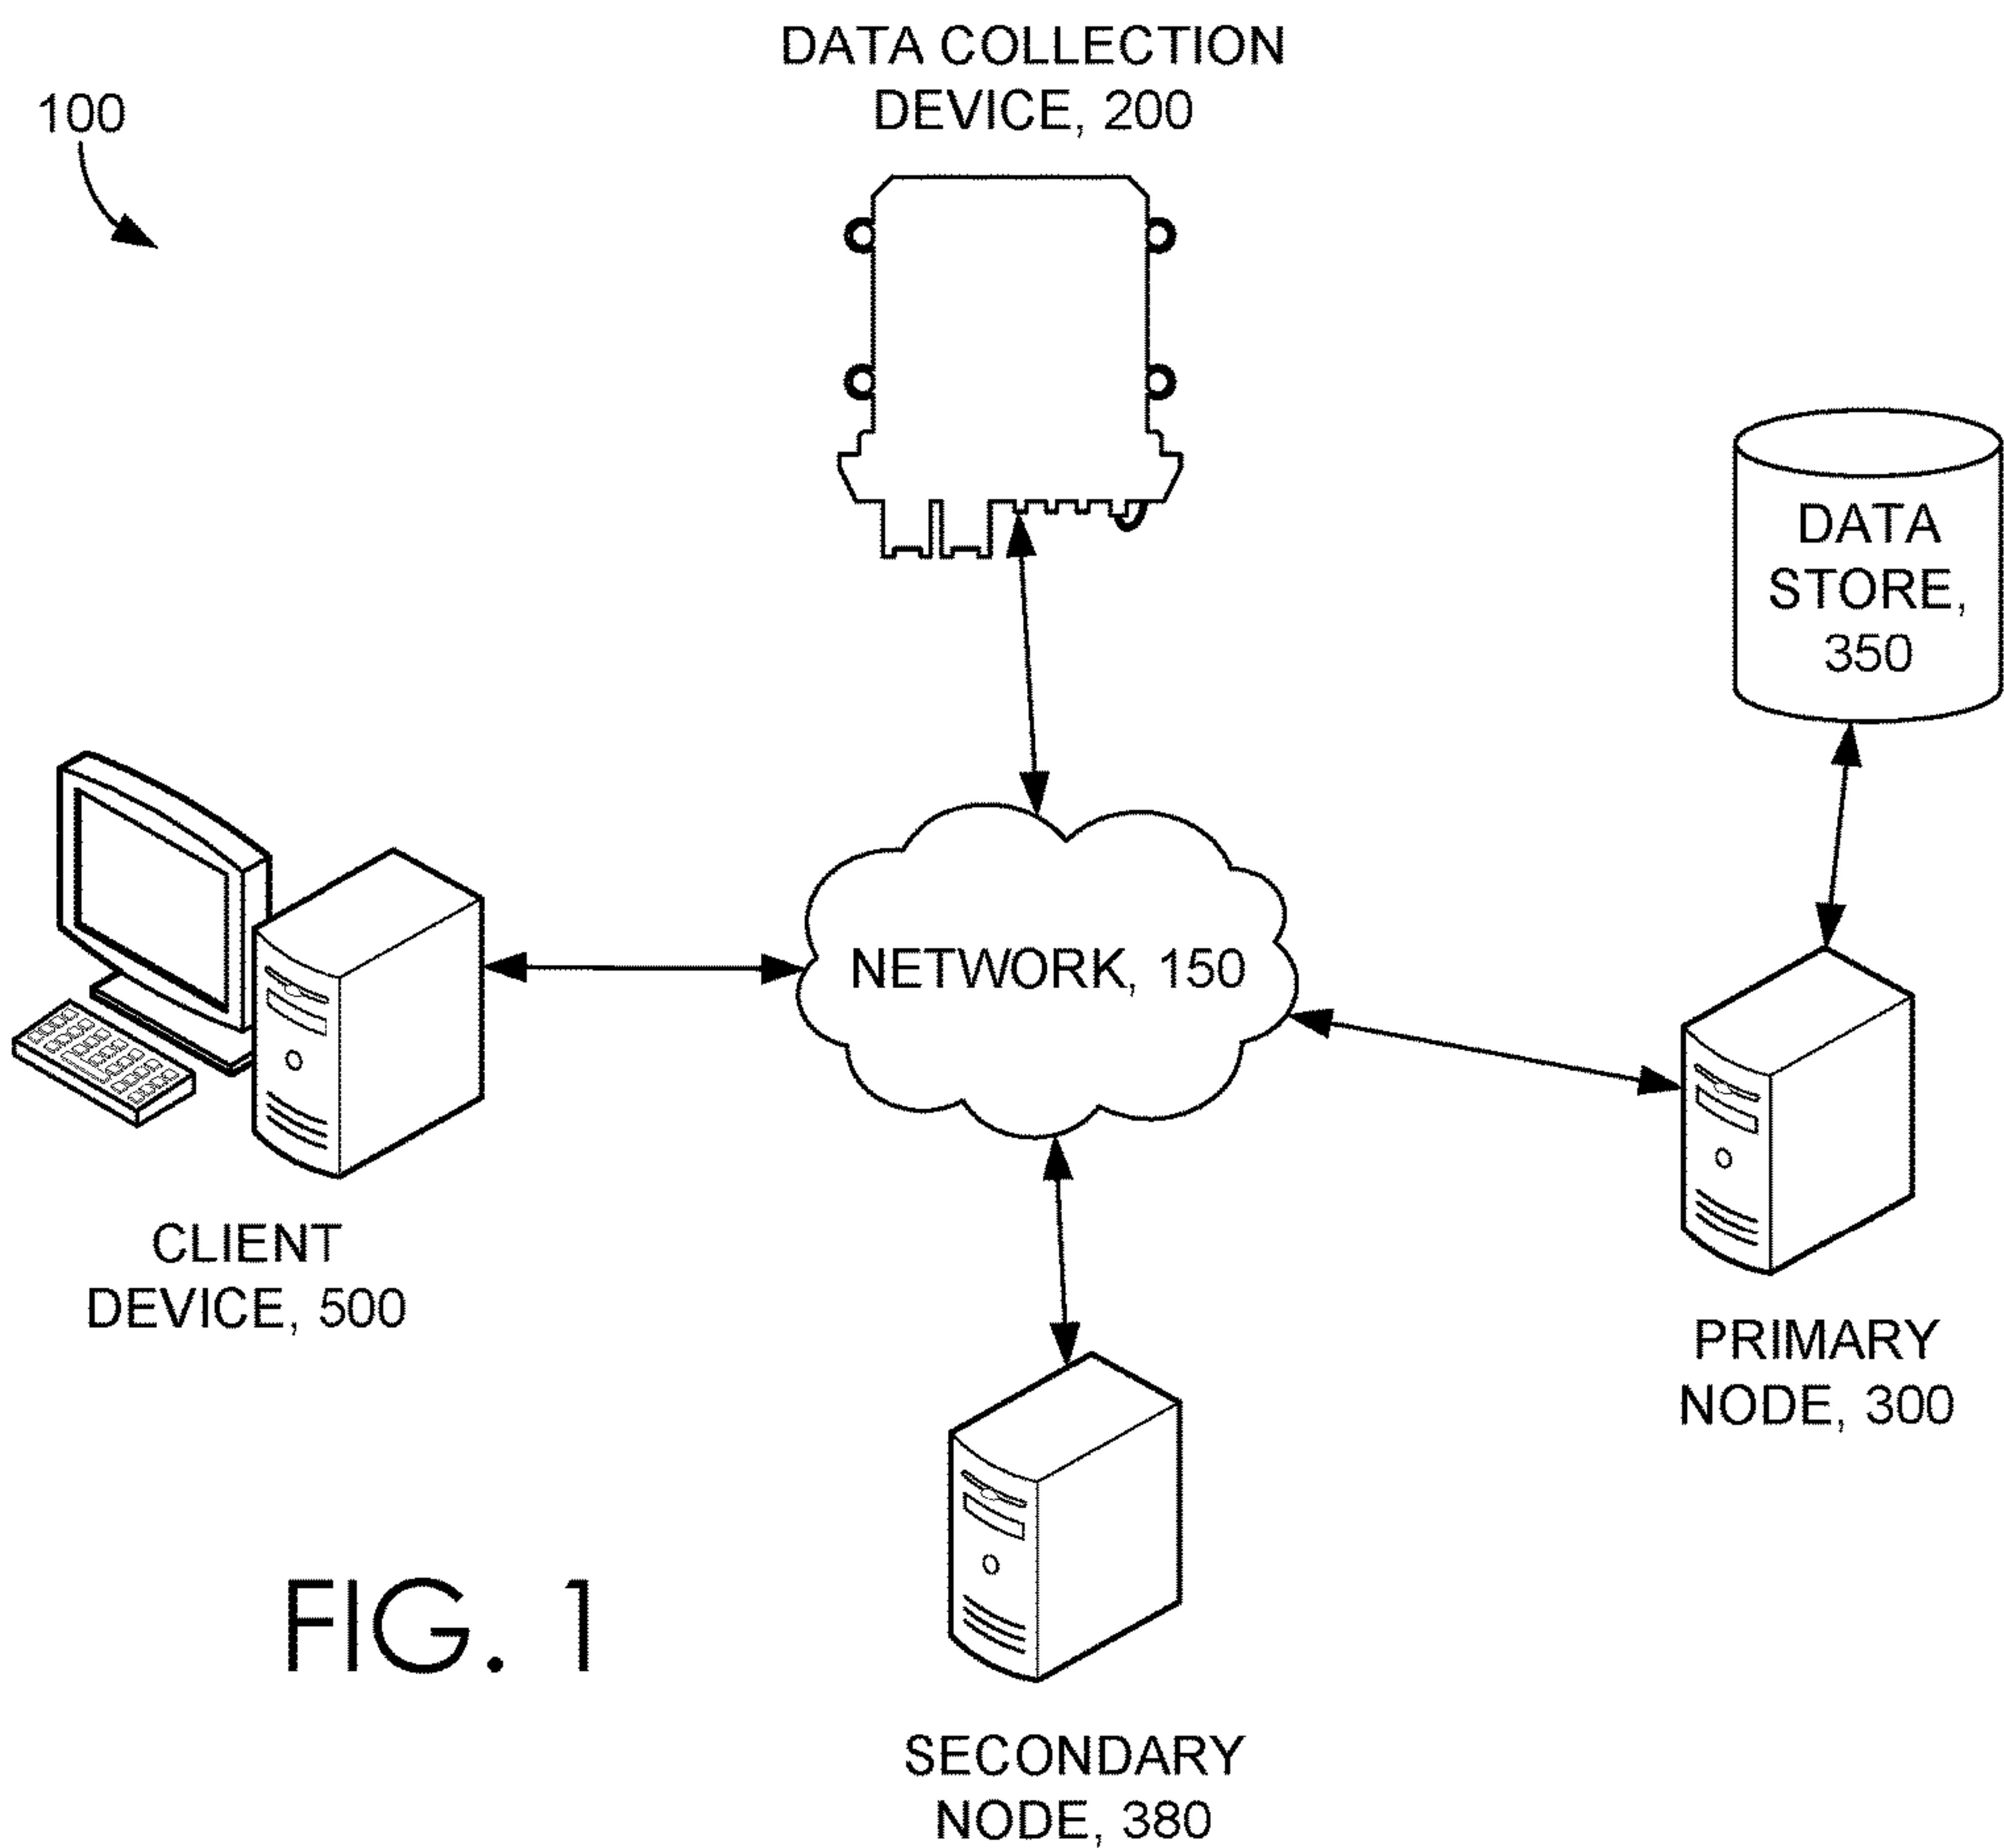 DATA COLLECTION
DEVICE, 200
100
DATA
STORE,
350
NETWORK, 150
CLIENT
DEVICE, 500
PRIMARY
NODE, 300
SECONDARY
NODE, 380
FIG. 1